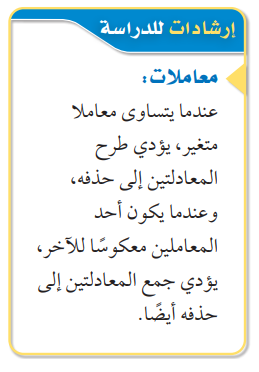 إرشادات للدراسة
معاملات:
عندما يتساوى معاملا
متغير، يؤدي طرح
المعادلتين إلى حذفه،
وعندما يكون أحد
المعاملين معكوسًا للآخر،
يؤدي جمع المعادلتين إلى
حذفه أيضًا.